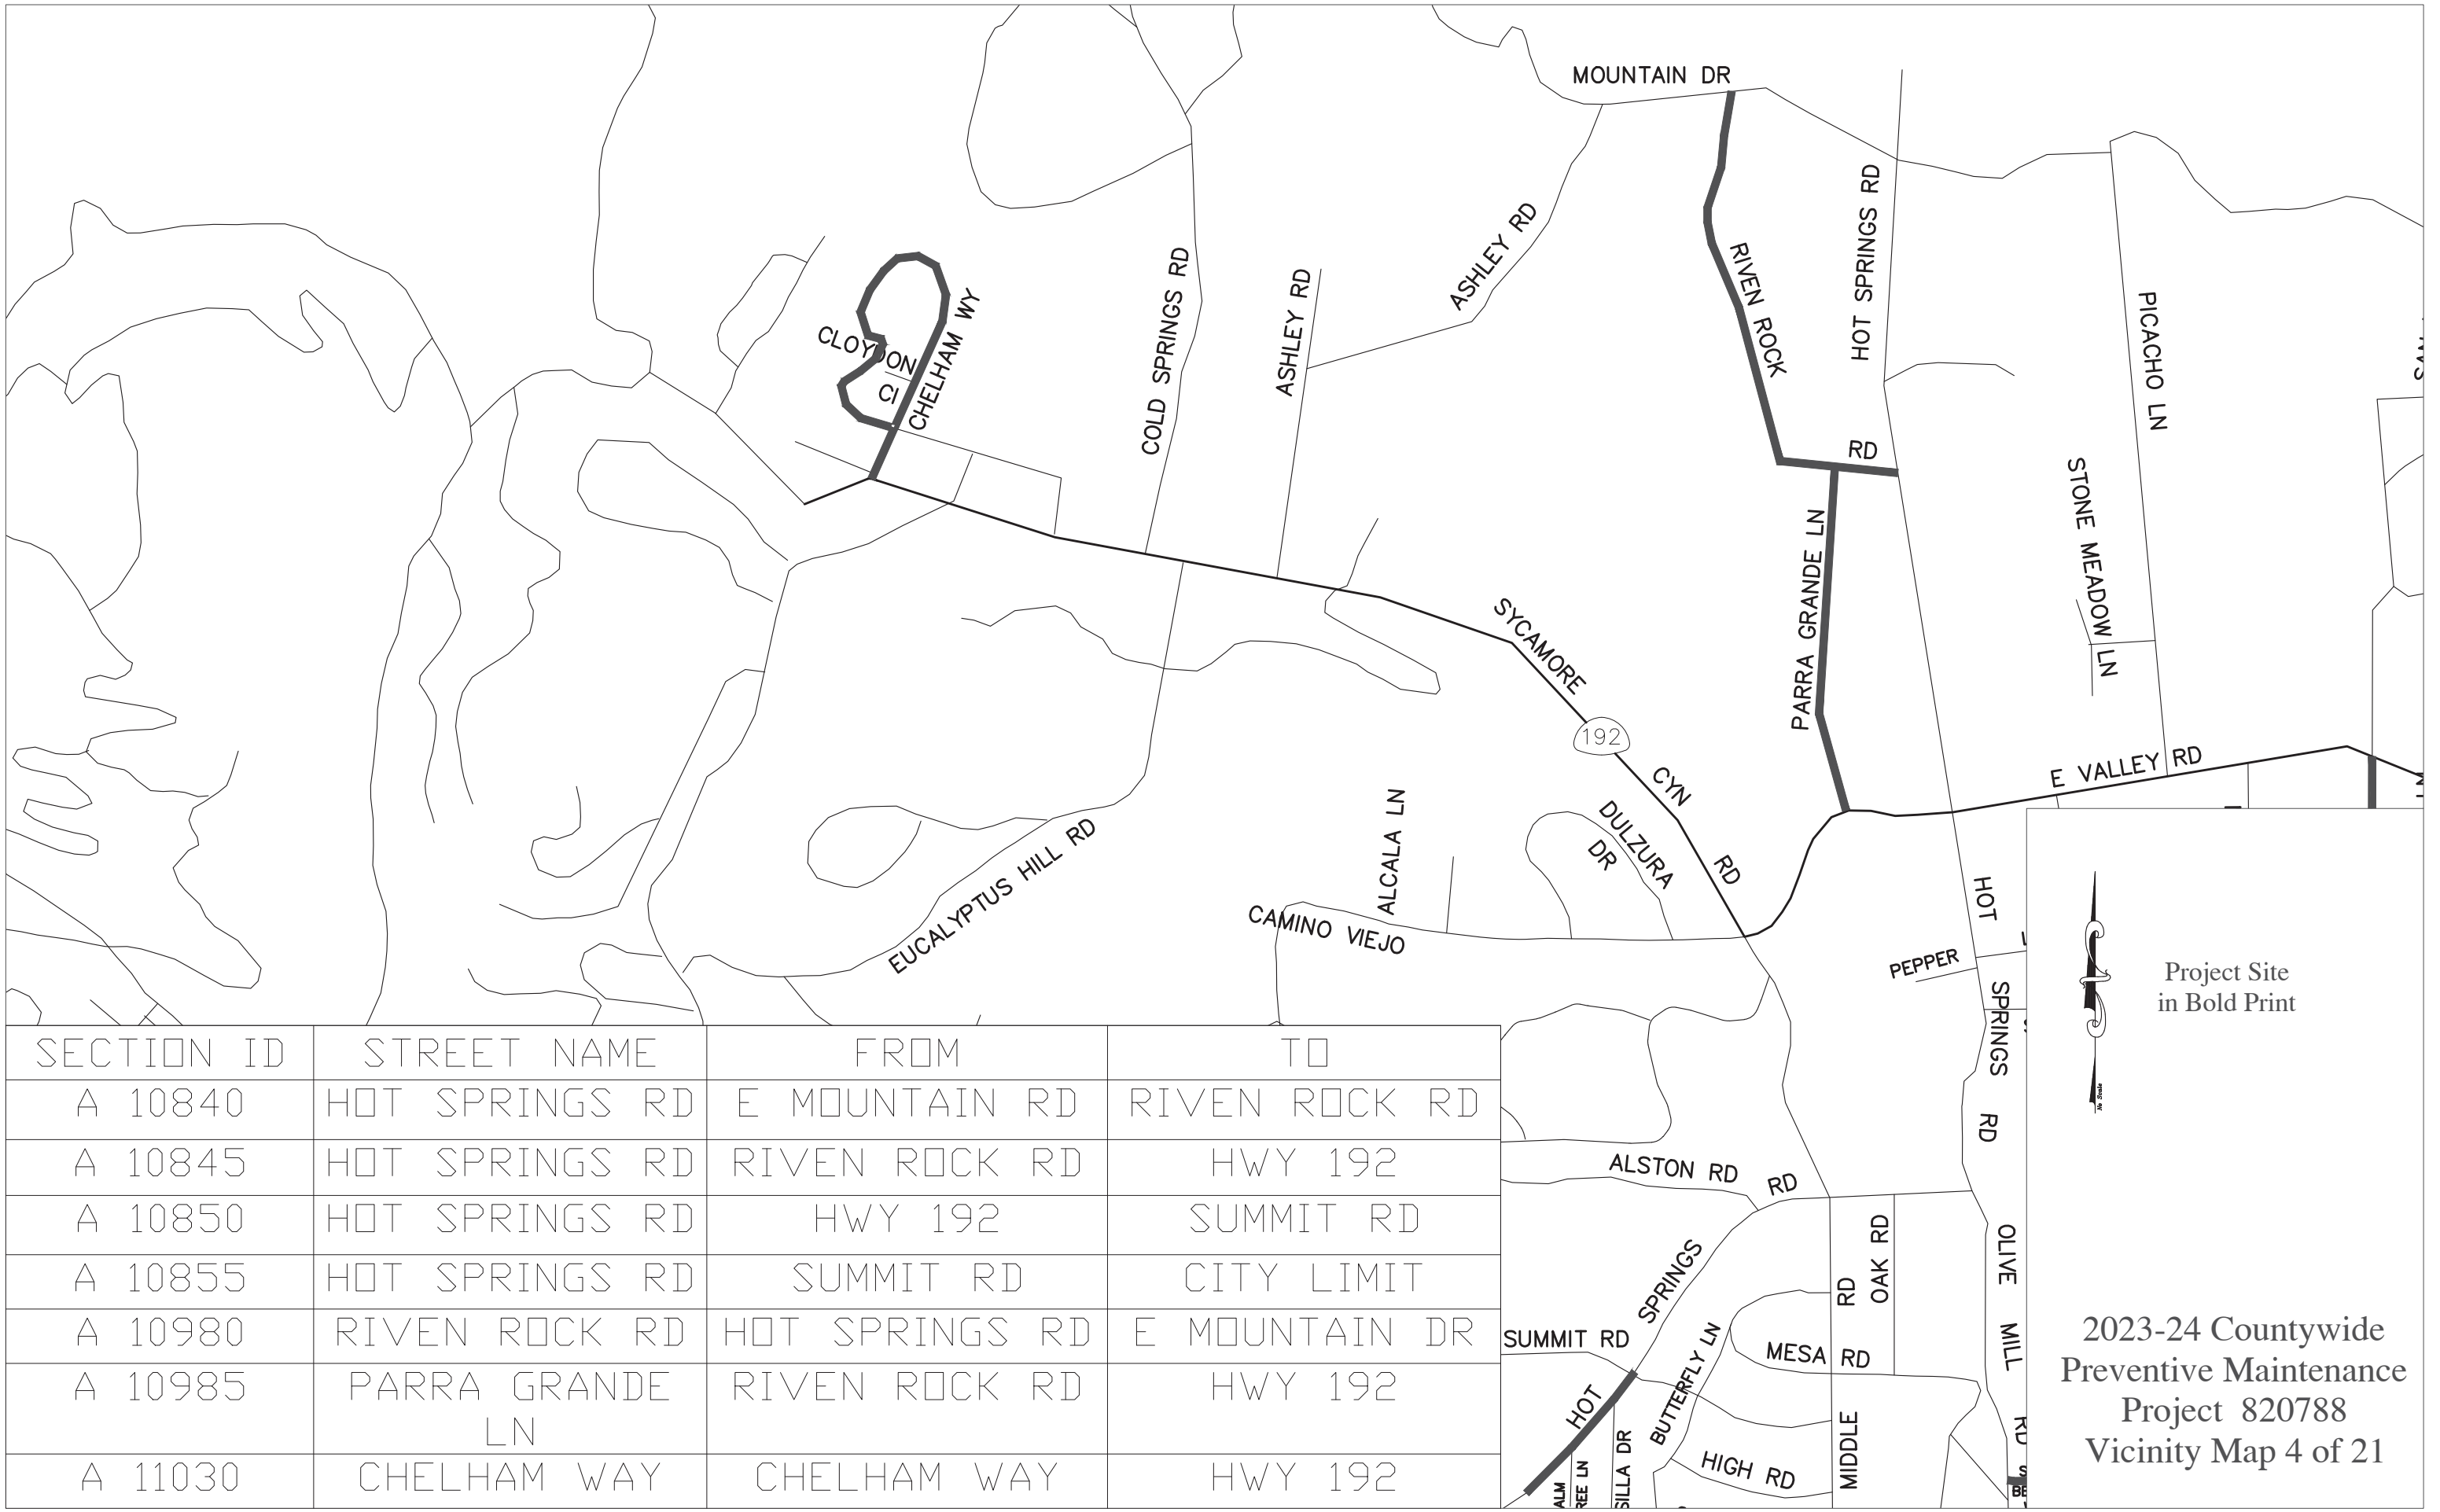 MOUNTAIN DR
HOT SPRINGS RD
RIVEN ROCK
RD
ASHLEY RD
ASHLEY RD
COLD SPRINGS RD
CLOYDON
CI
CHELHAM WY
PICACHO LN
STONE MEADOW LN
PARRA GRANDE LN
SYCAMORE
192
CYN
RD
E VALLEY RD
DULZURA
DR
ALCALA LN
CAMINO VIEJO
EUCALYPTUS HILL RD
HOT
SPRINGS
RD
PEPPER
ALSTON RD
RD
SPRINGS
HOT
SUMMIT RD
BUTTERFLY LN
MESA RD
HIGH RD
MIDDLE
RD
OAK RD
OLIVE
MILL
RD
SILLA DR
ALM
REE LN
SECTION ID STREET NAME FROM TO
A 10840 HOT SPRINGS RD E MOUNTAIN RD RIVEN ROCK RD
A 10845 HOT SPRINGS RD RIVEN ROCK RD HWY 192
A 10850 HOT SPRINGS RD HWY 192 SUMMIT RD
A 10855 HOT SPRINGS RD SUMMIT RD CITY LIMIT
A 10980 RIVEN ROCK RD HOT SPRINGS RD E MOUNTAIN DR
A 10985 PARRA GRANDE RIVEN ROCK RD HWY 192
LN
A 11030 CHELHAM WAY CHELHAM WAY HWY 192
Project Site
in Bold Print
No Scale
2023-24 Countywide
Preventive Maintenance
Project 820788
Vicinity Map 4 of 21